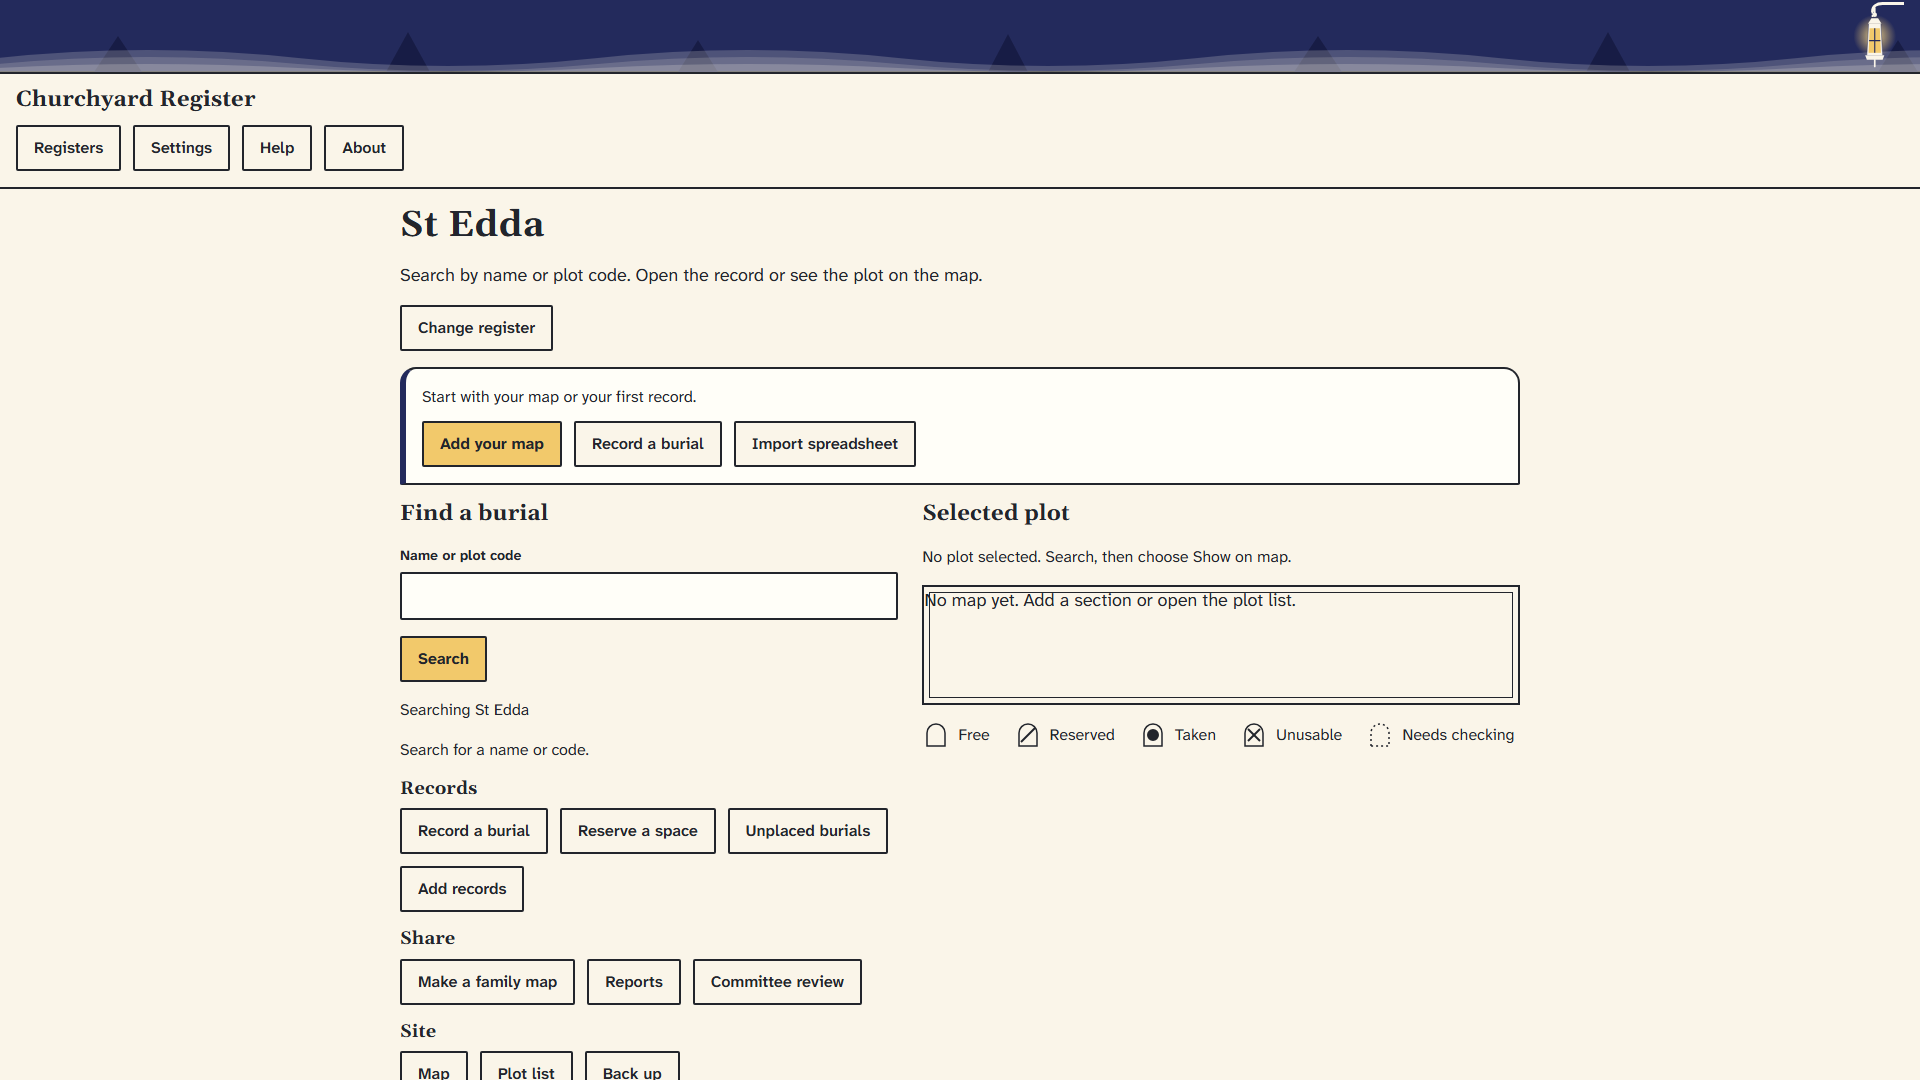 Churchyard Register
Registers
Settings
Help
About
St Edda
Search by name or plot code. Open the record or see the plot on the map.
Change register
Start with your map or your first record.
Add your map
Record a burial
Import spreadsheet
Find a burial
Name or plot code
Search
Searching St Edda
Search for a name or code.
Selected plot
No plot selected. Search, then choose Show on map.
No map yet. Add a section or open the plot list.
Free
Reserved
Taken
Unusable
Needs checking
Records
Record a burial
Reserve a space
Unplaced burials
Add records
Share
Make a family map
Reports
Committee review
Site
Map
Plot list
Back up